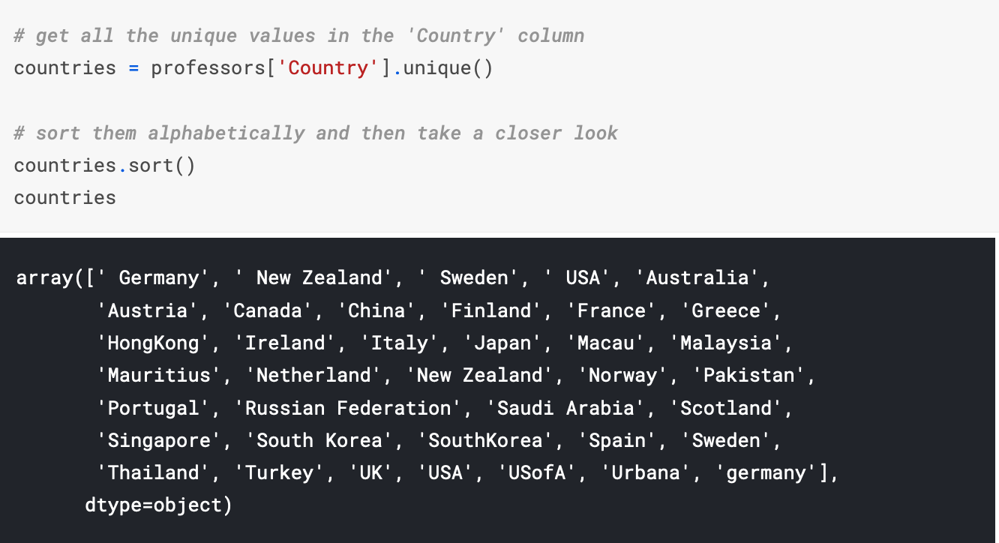 # get all the unique values in the 'Country' column
countries = professors['Country'].unique()
# sort them alphabetically and then take a closer look
countries.sort()
countries
array([' Germany', ' New Zealand', ' Sweden', ' USA', 'Australia',
'Austria', 'Canada', 'China', 'Finland', 'France', 'Greece',
'HongKong', 'Ireland', 'Italy', 'Japan', 'Macau', 'Malaysia',
'Mauritius', 'Netherland', 'New Zealand', 'Norway', 'Pakistan',
'Portugal', 'Russian Federation', 'Saudi Arabia', 'Scotland',
'Singapore', 'South Korea', 'SouthKorea', 'Spain', 'Sweden',
'Thailand', 'Turkey', 'UK', 'USA', 'USofA', 'Urbana', 'germany'],
dtype=object)